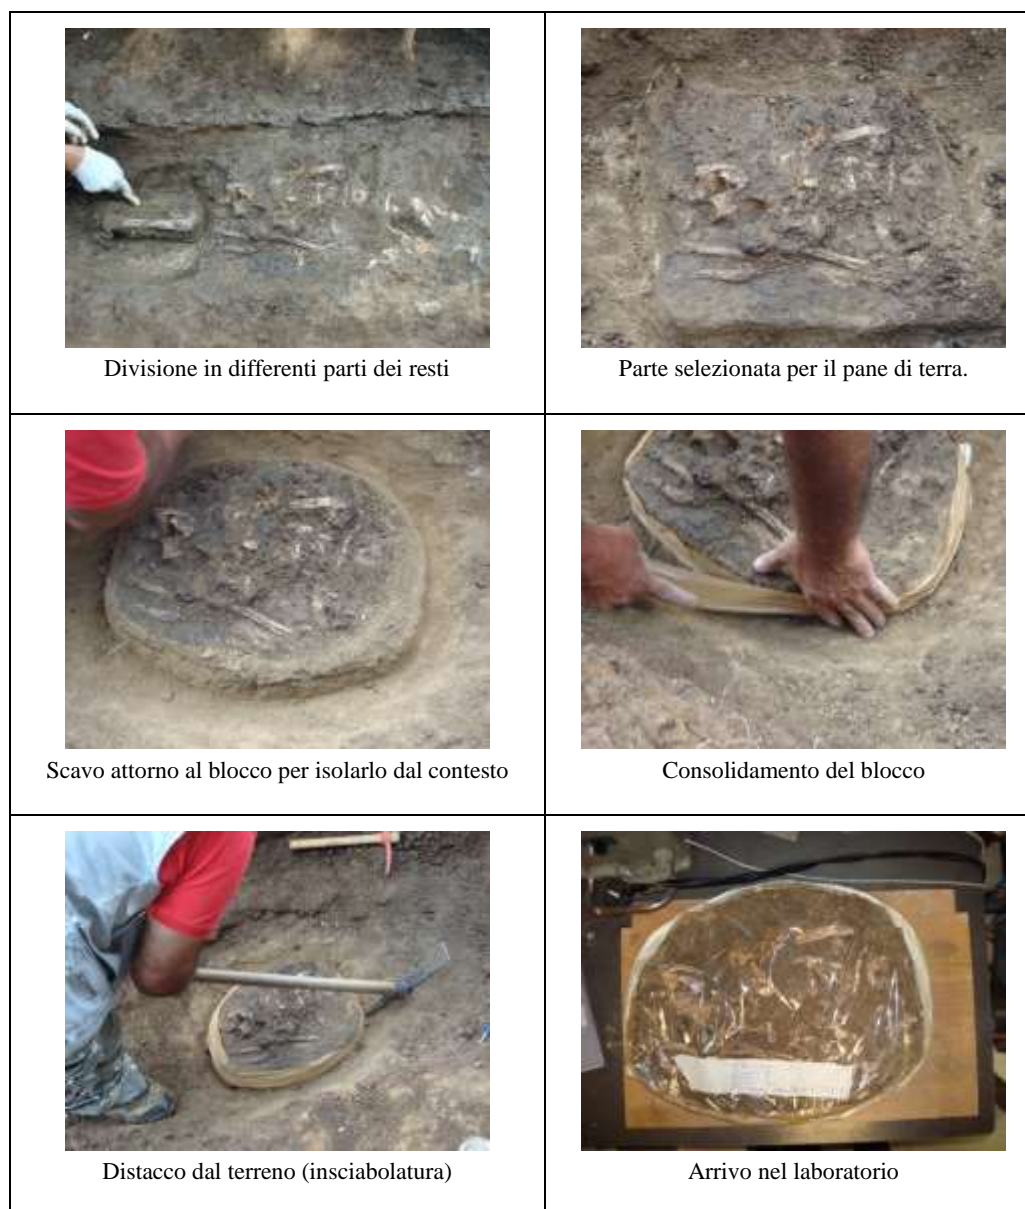 Divisione in differenti parti dei resti
Parte selezionata per il pane di terra.
Scavo attorno al blocco per isolarlo dal contesto
Consolidamento del blocco
Distacco dal terreno (insciabolatura)
Arrivo nel laboratorio